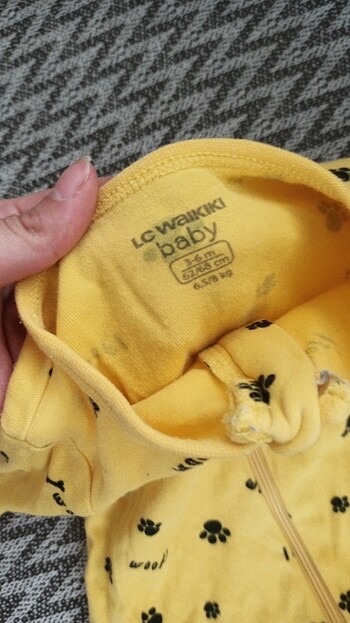 LC WAIKIKI
baby
3-6 m
62/68 cm
6,5/8 kg
woof